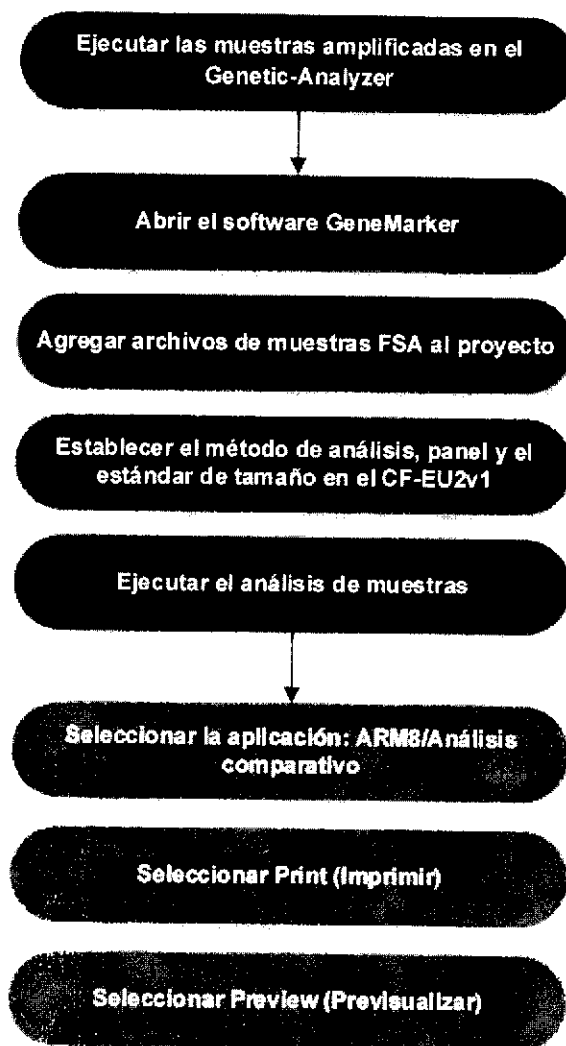 Ejecutar las muestras amplificadas en el
Genetic-Analyzer
Abrir el software GeneMarker
Agregar archivos de muestras FSA al proyecto
Establecer el método de análisis, panel y el
estándar de tamaño en el CF-EU2v1
Ejecutar el análisis de muestras
Seleccionar la aplicación: ARMS/Análisis
comparativo
Seleccionar Print (Imprimir)
Seleccionar Preview (Previsualizar)